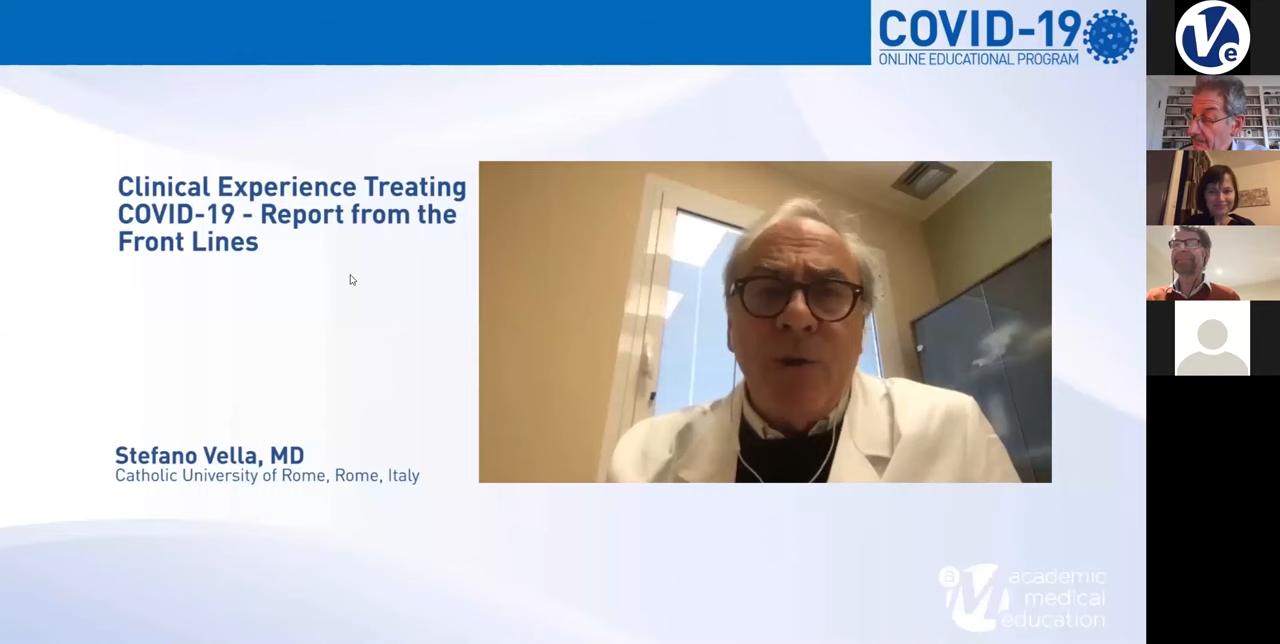 COVID-19
ONLINE EDUCATIONAL PROGRAM
Clinical Experience Treating
COVID-19 - Report from the
Front Lines
Stefano Vella, MD
Catholic University of Rome, Rome, Italy
academic
medical
education
Ve